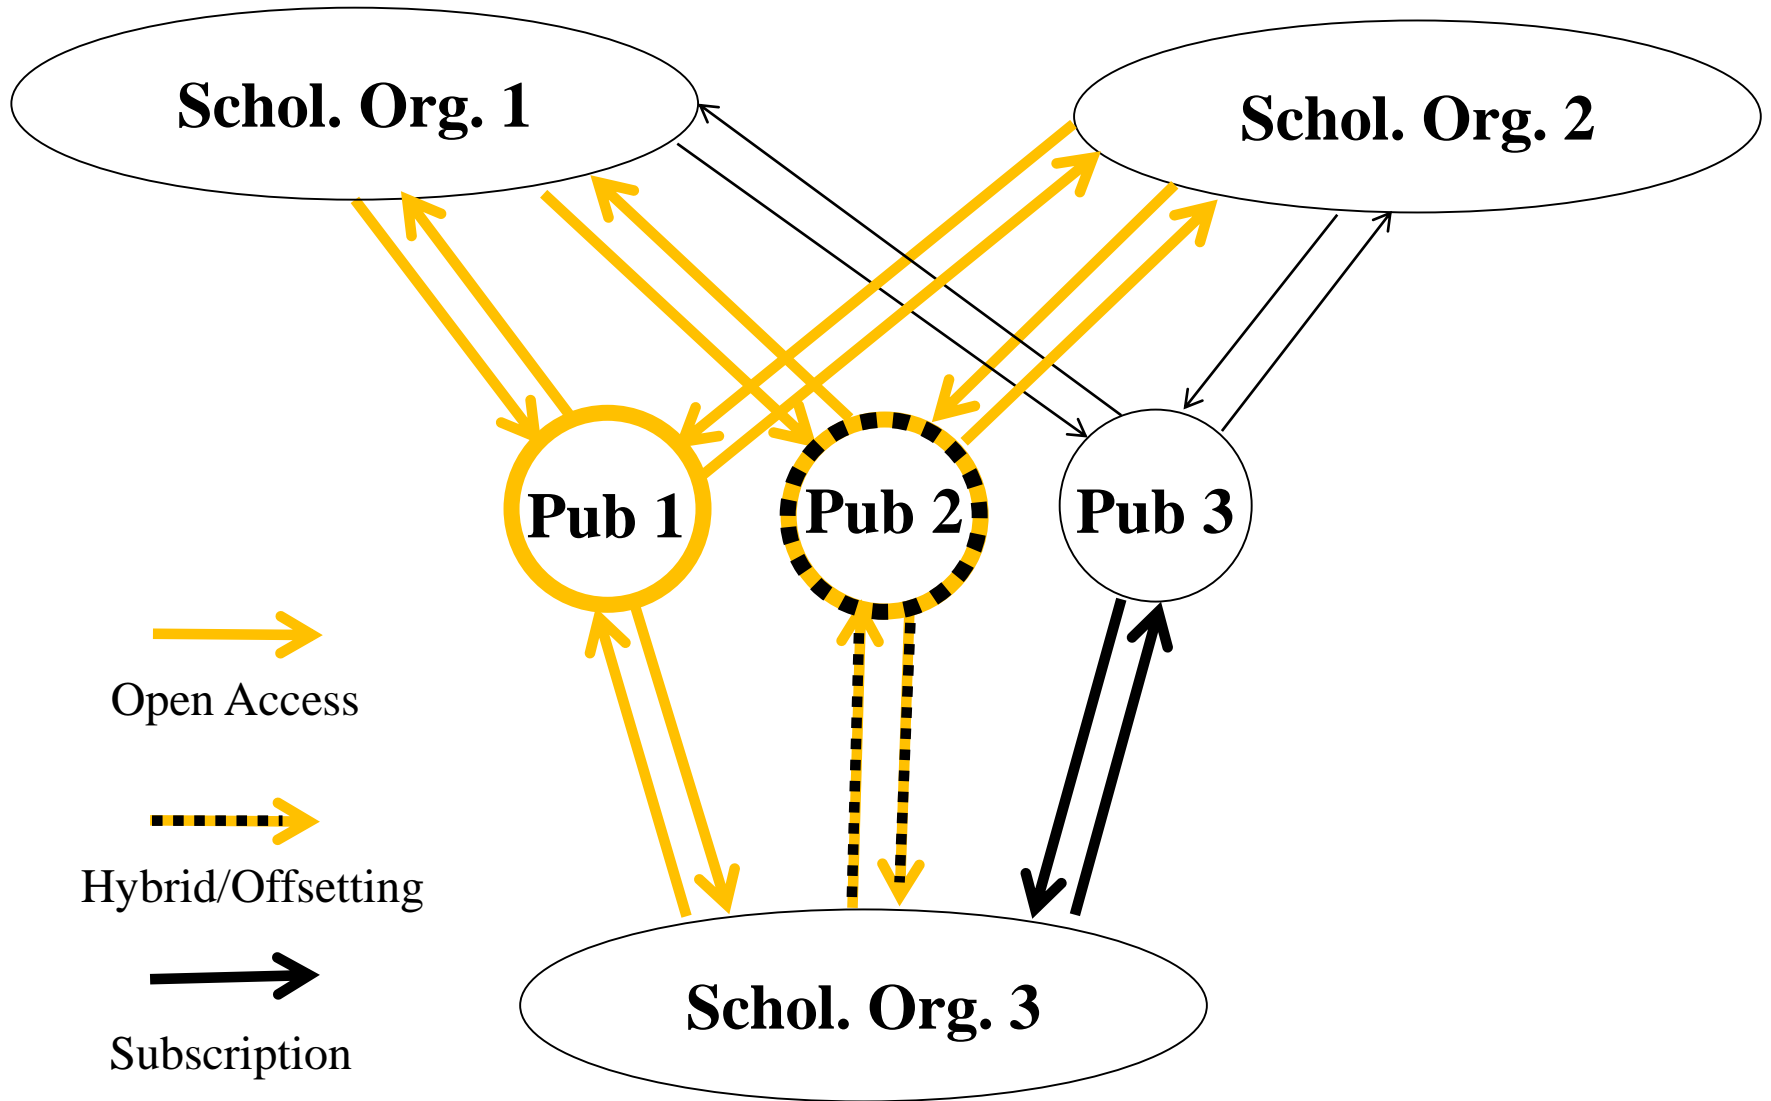 Schol. Org. 1
Schol. Org. 2
Pub 1
Pub 2
Pub 3
Open Access
Hybrid/Offsetting
Schol. Org. 3
Subscription